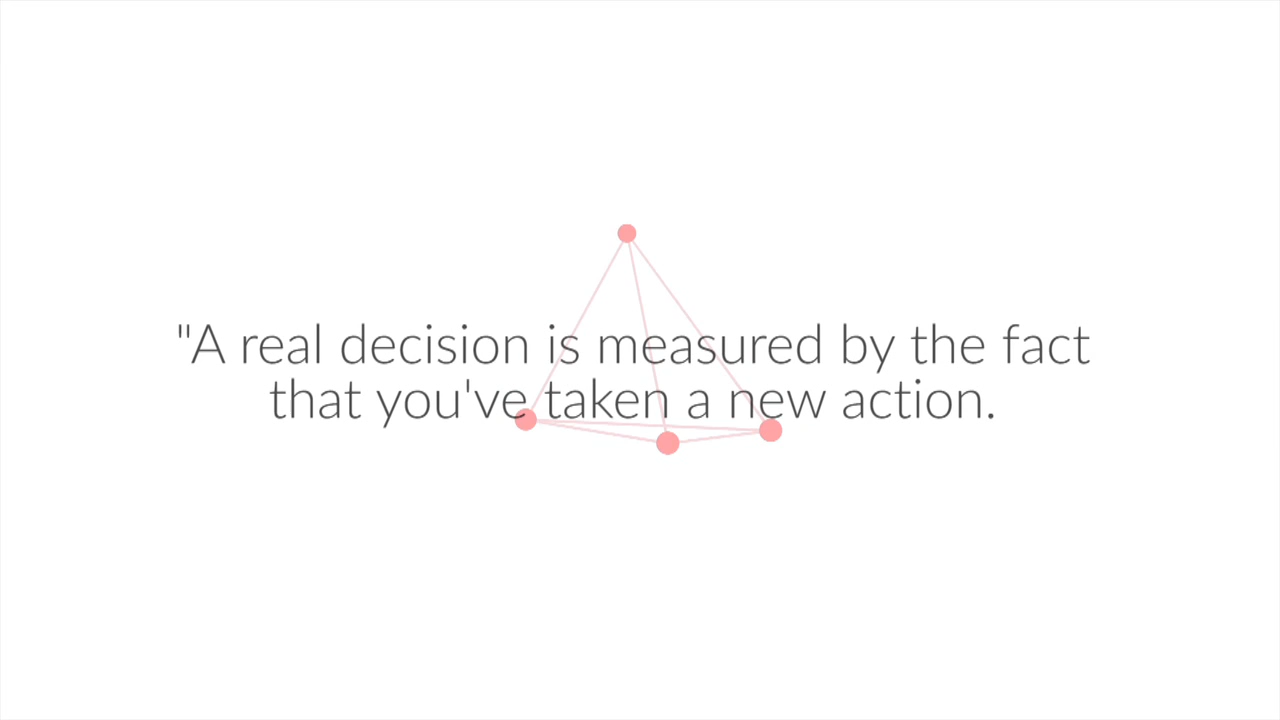 "A real decision is measured by the fact
that you've taken a new action.